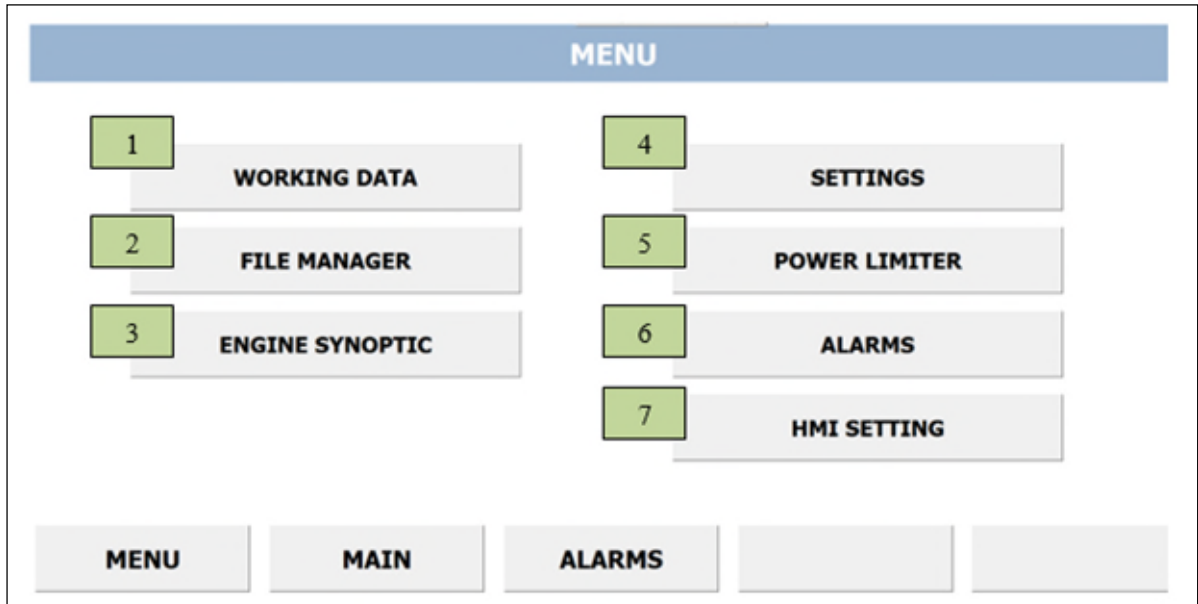 MENU
1
WORKING DATA
2
FILE MANAGER
3
ENGINE SYNOPTIC
4
SETTINGS
5
POWER LIMITER
6
ALARMS
7
HMI SETTING
MENU
MAIN
ALARMS